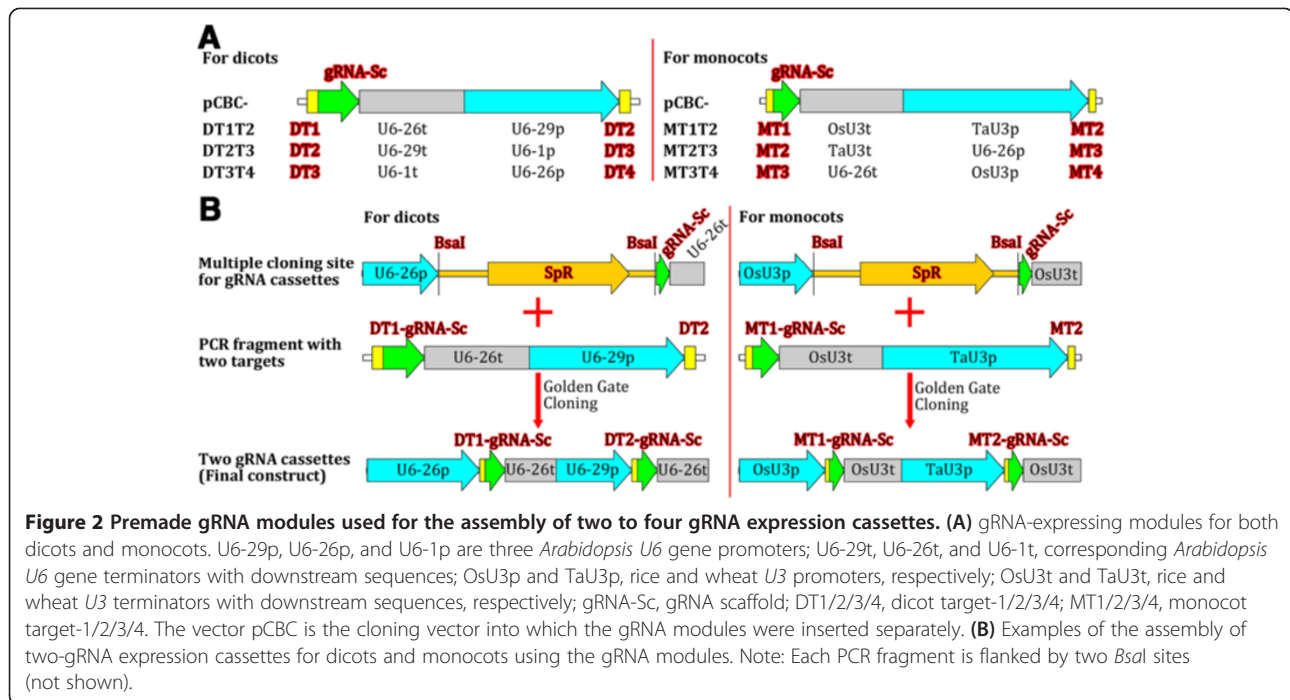 A
For dicots
For monocots
gRNA-Sc
gRNA-Sc
pCBC-
pCBC-
DT1T2 DT1 U6-26t U6-29p DT2
MT1T2 MT1 OsU3t TaU3p MT2
DT2T3 DT2 U6-29t U6-1p DT3
MT2T3 MT2 TaU3t U6-26p MT3
DT3T4 DT3 U6-1t U6-26p DT4
MT3T4 MT3 U6-26t OsU3p MT4
B
For dicots
For monocots
Multiple cloning site
for gRNA cassettes
U6-26p BsaI SpR BsaI gRNA-Sc U6-26t
OsU3p BsaI SpR BsaI gRNA-Sc OsU3t
+
+
PCR fragment with
two targets
DT1-gRNA-Sc DT2
U6-26t U6-29p
MT1-gRNA-Sc MT2
OsU3t TaU3p
Golden Gate
Cloning
Golden Gate
Cloning
Two gRNA cassettes
(Final construct)
DT1-gRNA-Sc DT2-gRNA-Sc
U6-26p U6-26t U6-29p U6-26t
MT1-gRNA-Sc MT2-gRNA-Sc
OsU3p OsU3t TaU3p OsU3t
Figure 2 Premade gRNA modules used for the assembly of two to four gRNA expression cassettes. (A) gRNA-expressing modules for both
dicots and monocots. U6-29p, U6-26p, and U6-1p are three Arabidopsis U6 gene promoters; U6-29t, U6-26t, and U6-1t, corresponding Arabidopsis
U6 gene terminators with downstream sequences; OsU3p and TaU3p, rice and wheat U3 promoters, respectively; OsU3t and TaU3t, rice and
wheat U3 terminators with downstream sequences, respectively; gRNA-Sc, gRNA scaffold; DT1/2/3/4, dicot target-1/2/3/4; MT1/2/3/4, monocot
target-1/2/3/4. The vector pCBC is the cloning vector into which the gRNA modules were inserted separately. (B) Examples of the assembly of
two-gRNA expression cassettes for dicots and monocots using the gRNA modules. Note: Each PCR fragment is flanked by two BsaI sites
(not shown).